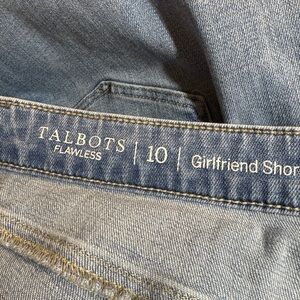 TALBOTS
FLAWLESS
| 10 |
Girlfriend Shor